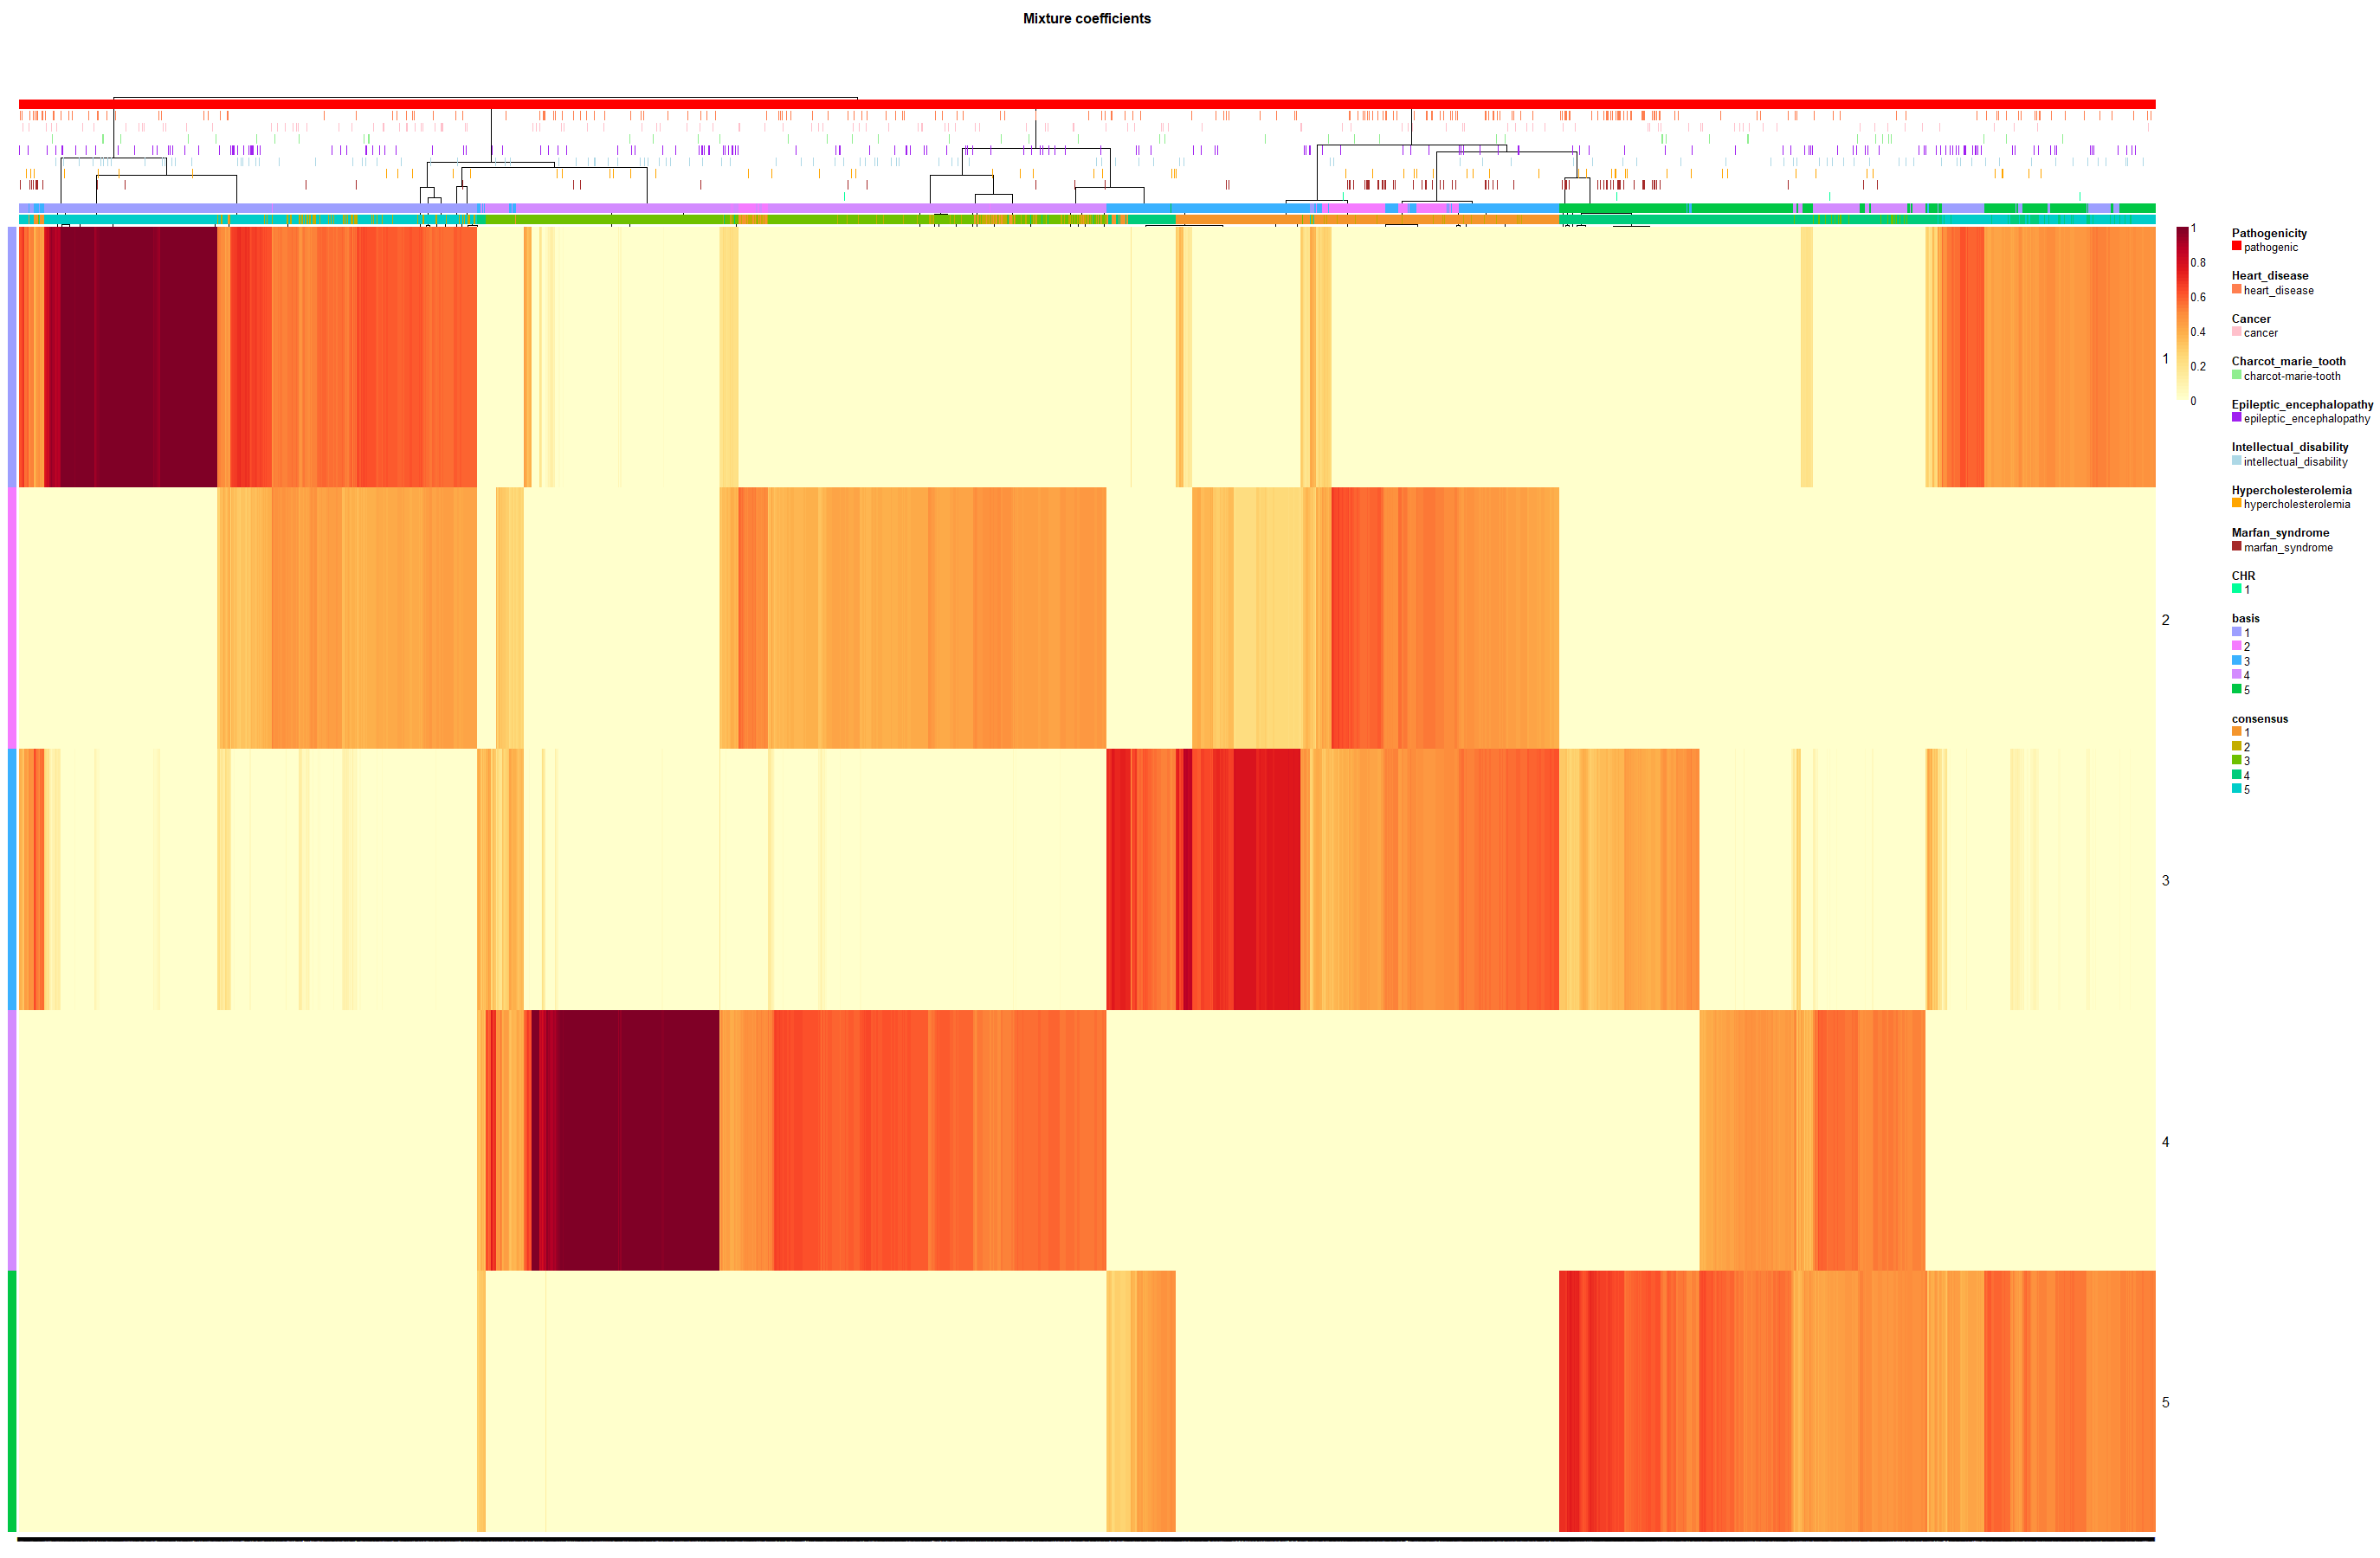 Mixture coefficients
1
0.8
0.6
0.4
0.2
0
1
2
3
4
5
Pathogenicity
pathogenic
Heart_disease
heart_disease
Cancer
cancer
Charcot_marie_tooth
charcot-marie-tooth
Epileptic_encephalopathy
epileptic_encephalopathy
Intellectual_disability
intellectual_disability
Hypercholesterolemia
hypercholesterolemia
Marfan_syndrome
marfan_syndrome
CHR
1
basis
1
2
3
4
5
consensus
1
2
3
4
5